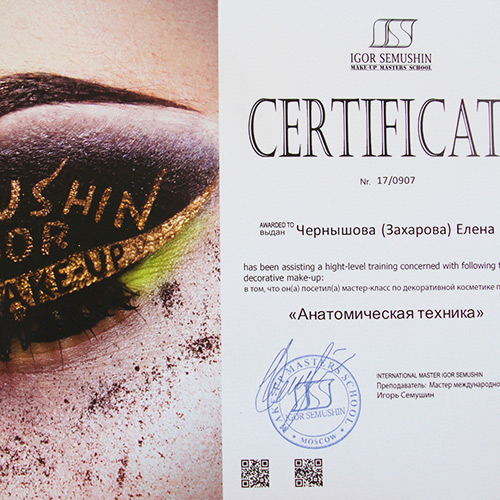 USHIN
OR
MAKE-UP
IGOR SEMUSHIN
MAKE-UP MASTERS SCHOOL
CERTIFICAT
Nr. 17/0907
AWARDED TO
выдан Чернышова (Захарова) Елена
has been assisting a hight-level training concerned with following t
decorative make-up:
в том, что он(а) посетил(а) мастер-класс по декоративной косметике п
«Анатомическая техника»
INTERNATIONAL MASTER IGOR SEMUSHIN
Преподаватель: Мастер международно
Игорь Семушин
MAKE-UP MASTERS SCHOOL
IGOR SEMUSHIN
MOSCOW